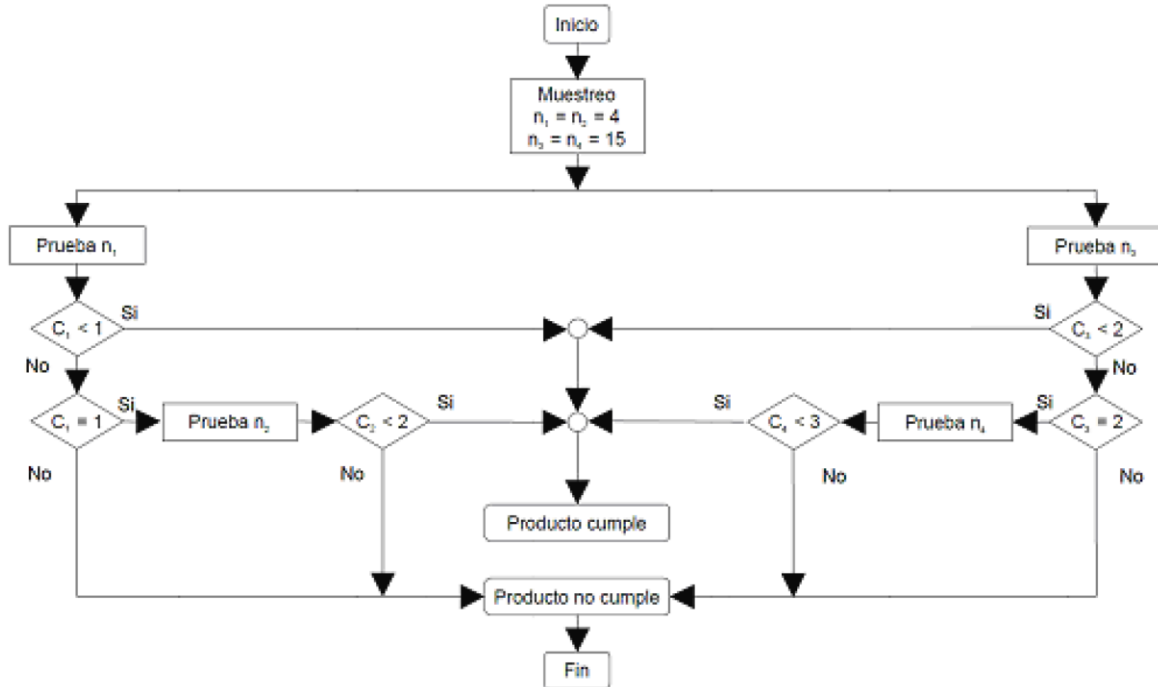 Inicio
Muestreo
n₁ = n₂ = 4
n₃ = n₄ = 15
Prueba n₁
Prueba n₃
C₁ < 1
Si
Si
C₃ < 2
No
No
C₁ = 1
Si
Prueba n₂
C₂ < 2
Si
Si
C₄ < 3
Prueba n₄
Si
C₃ = 2
No
No
No
No
Producto cumple
Producto no cumple
Fin